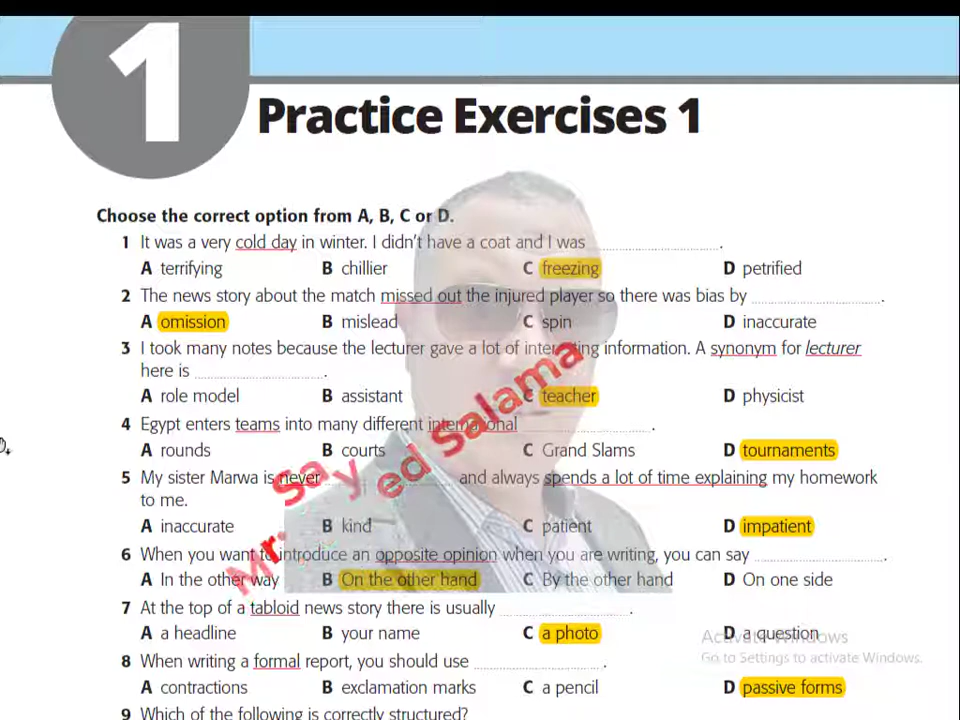 1
Practice Exercises 1
Choose the correct option from A, B, C or D.
1 It was a very cold day in winter. I didn't have a coat and I was .................... .
A terrifying B chillier C freezing D petrified
2 The news story about the match missed out the injured player so there was bias by .................... .
A omission B mislead C spin D inaccurate
3 I took many notes because the lecturer gave a lot of interesting information. A synonym for lecturer
here is .................... .
A role model B assistant C teacher D physicist
4 Egypt enters teams into many different international .................... .
A rounds B courts C Grand Slams D tournaments
5 My sister Marwa is never .................... and always spends a lot of time explaining my homework
to me.
A inaccurate B kind C patient D impatient
6 When you want to introduce an opposite opinion when you are writing, you can say .................... .
A In the other way B On the other hand C By the other hand D On one side
7 At the top of a tabloid news story there is usually .................... .
A a headline B your name C a photo D a question
8 When writing a formal report, you should use .................... .
A contractions B exclamation marks C a pencil D passive forms
9 Which of the following is correctly structured?
Mr. Sayed Salama
Activate Windows
Go to Settings to activate Windows.